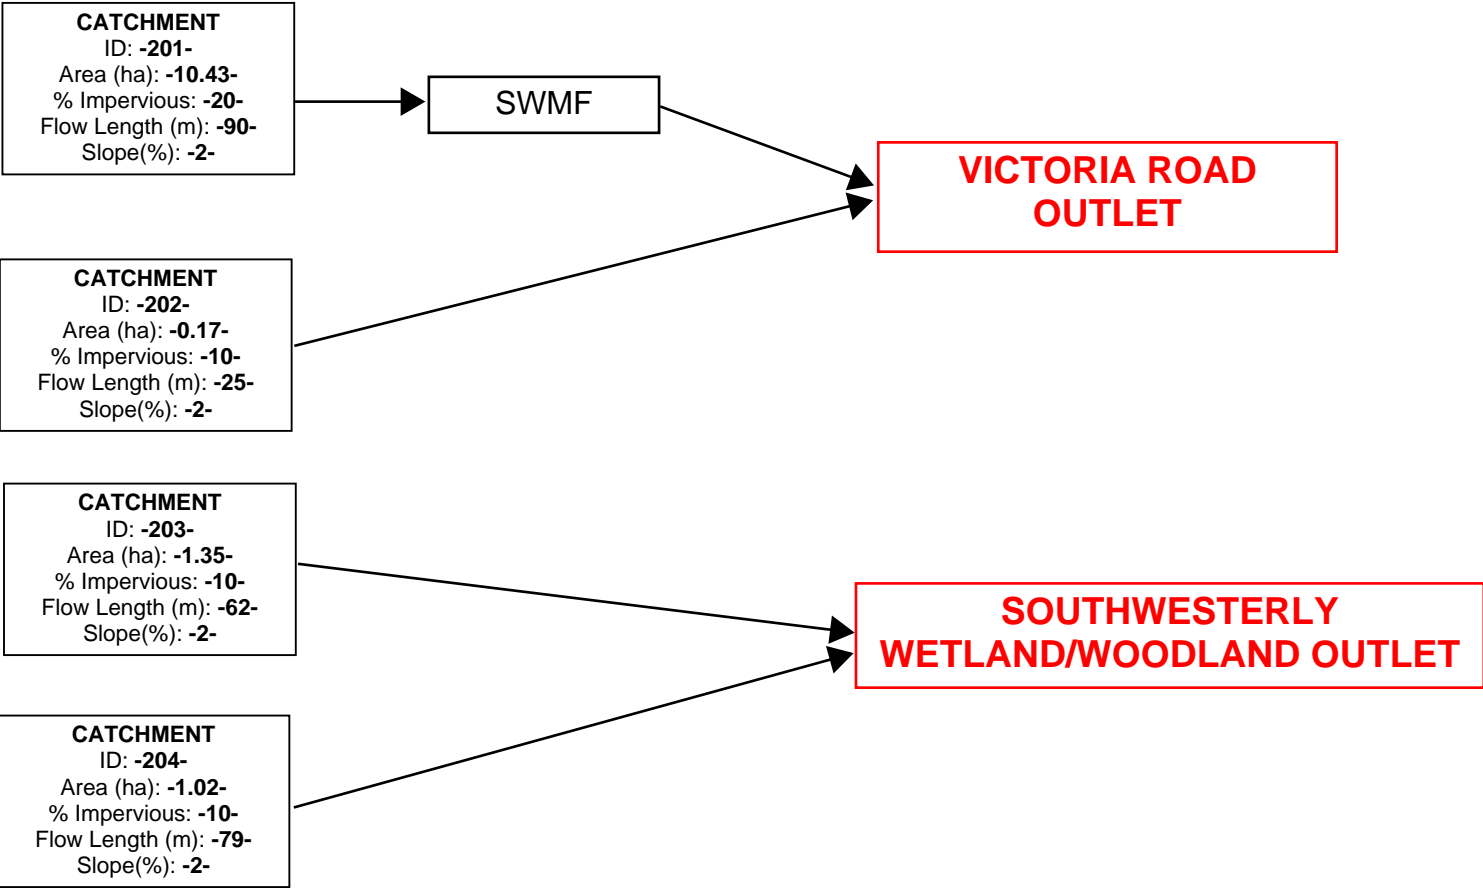 CATCHMENT
ID: -201-
Area (ha): -10.43-
% Impervious: -20-
Flow Length (m): -90-
Slope(%): -2-
SWMF
VICTORIA ROAD
OUTLET
CATCHMENT
ID: -202-
Area (ha): -0.17-
% Impervious: -10-
Flow Length (m): -25-
Slope(%): -2-
CATCHMENT
ID: -203-
Area (ha): -1.35-
% Impervious: -10-
Flow Length (m): -62-
Slope(%): -2-
SOUTHWESTERLY
WETLAND/WOODLAND OUTLET
CATCHMENT
ID: -204-
Area (ha): -1.02-
% Impervious: -10-
Flow Length (m): -79-
Slope(%): -2-